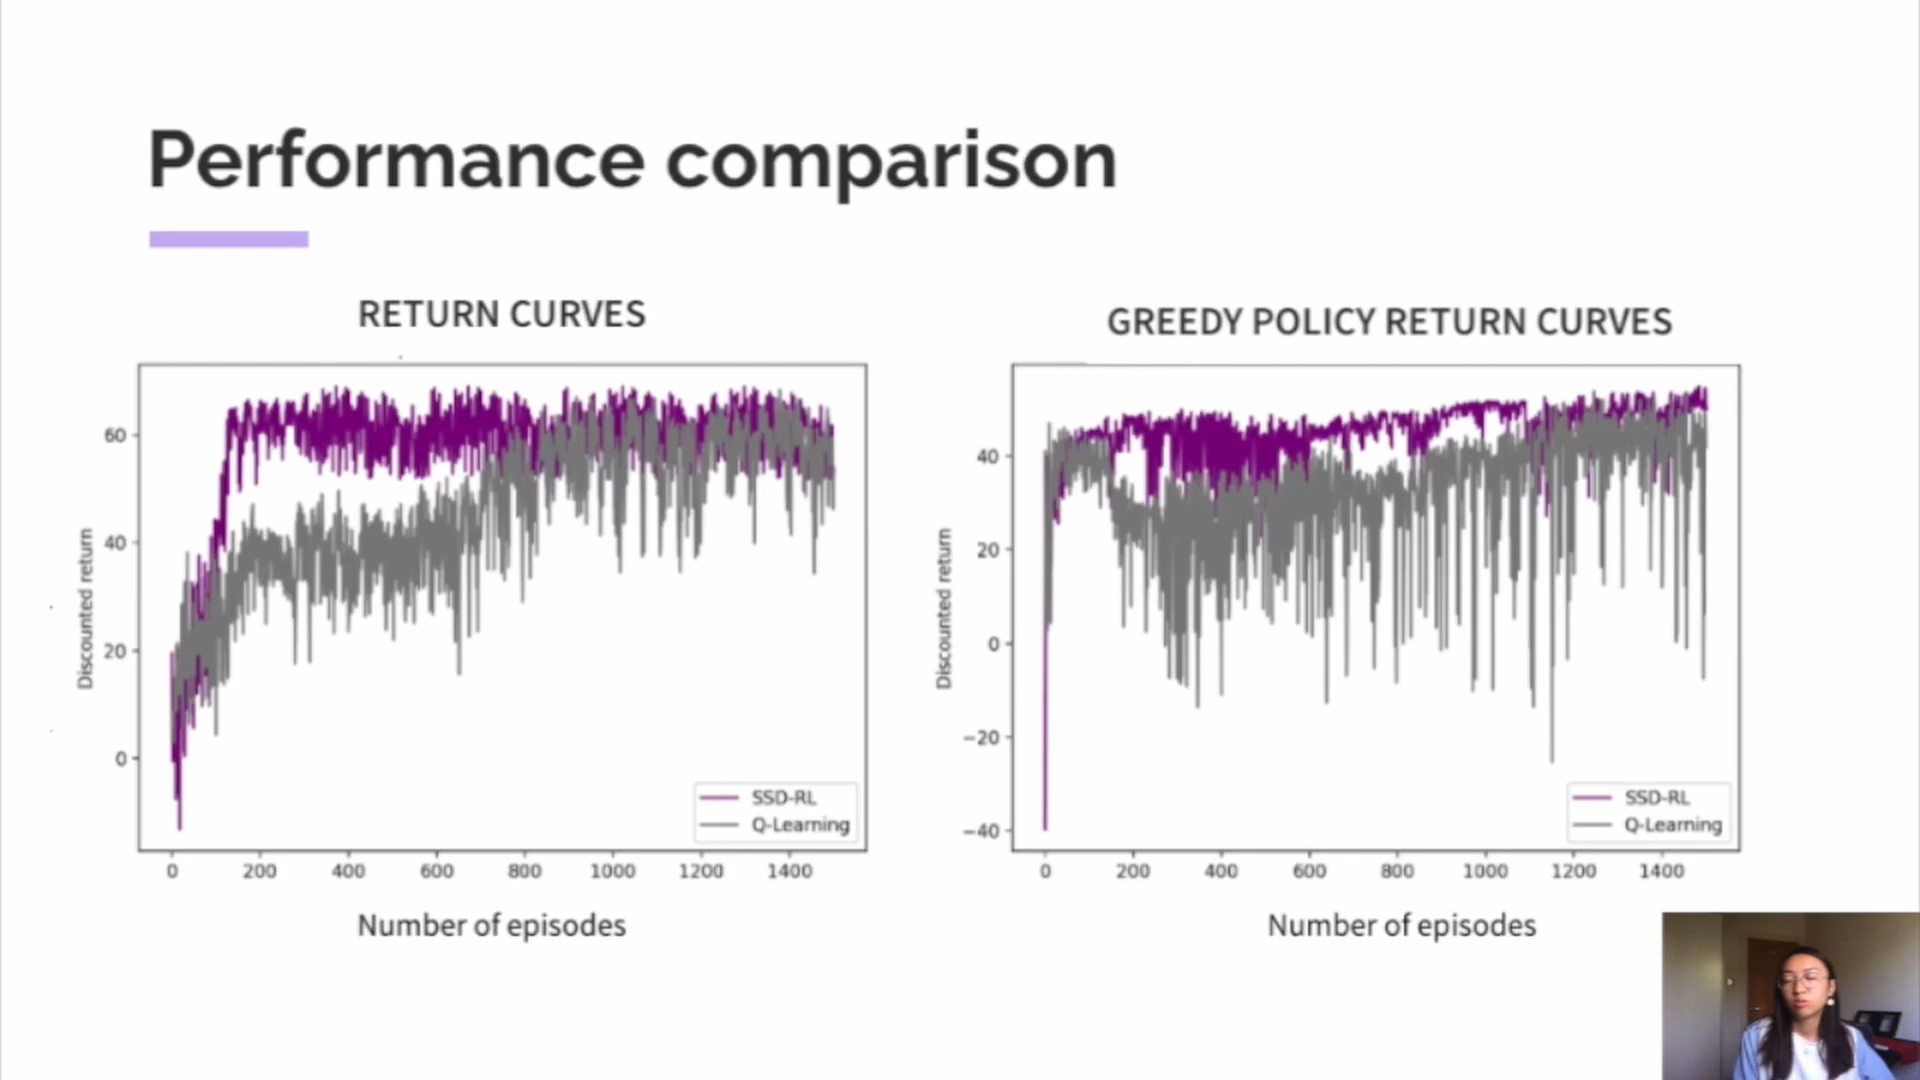 Performance comparison
RETURN CURVES
Discounted return
60
40
20
0
0 200 400 600 800 1000 1200 1400
SSD-RL
Q-Learning
Number of episodes
GREEDY POLICY RETURN CURVES
Discounted return
40
20
0
−20
−40
0 200 400 600 800 1000 1200 1400
SSD-RL
Q-Learning
Number of episodes